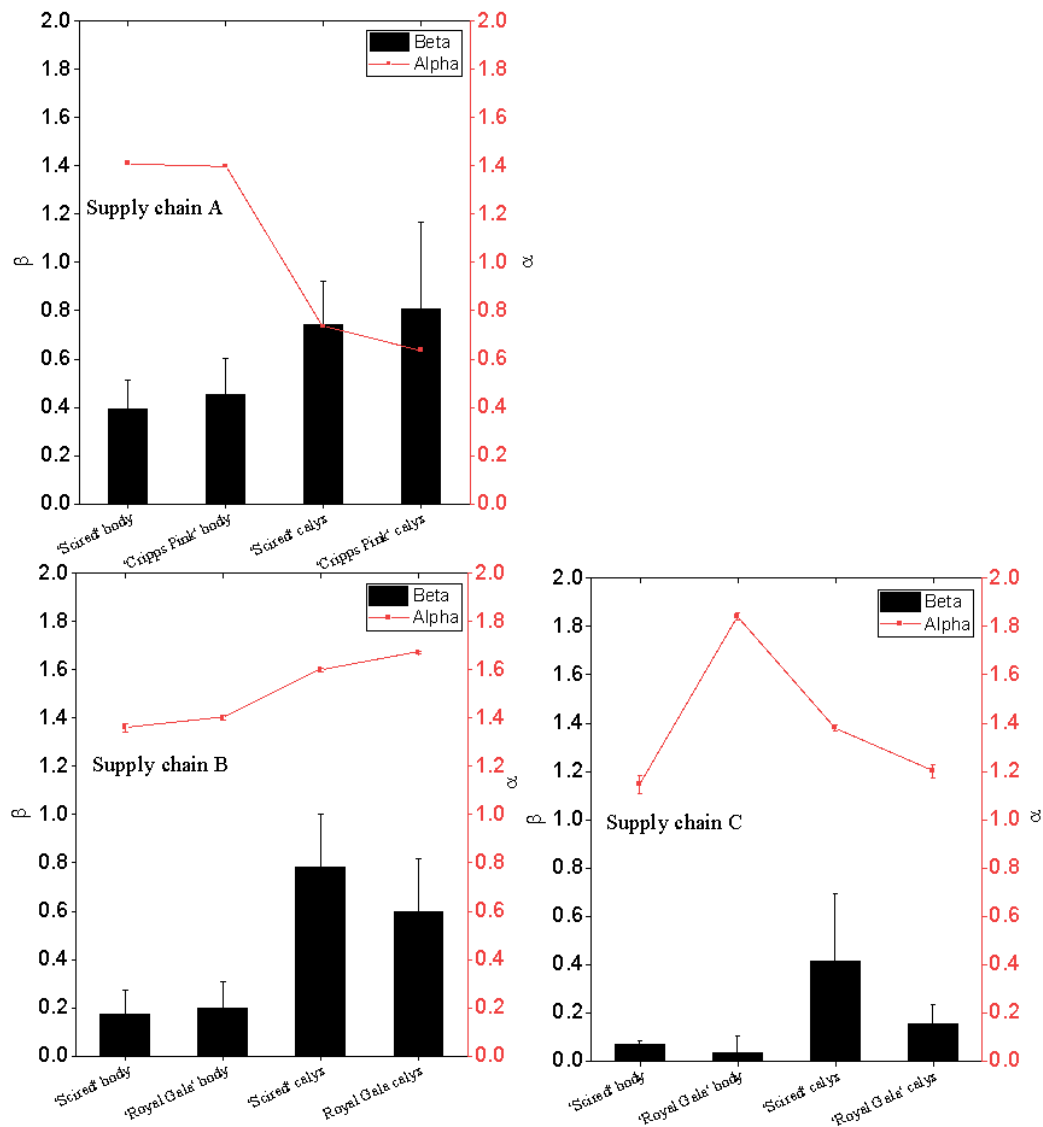 2.0
1.8
1.6
1.4
1.2
1.0
0.8
0.6
0.4
0.2
0.0
β
Beta
Alpha
Supply chain A
2.0
1.8
1.6
1.4
1.2
1.0
0.8
0.6
0.4
0.2
0.0
α
'Scired' body
'Cripps Pink' body
'Scired' calyx
'Cripps Pink' calyx
2.0
1.8
1.6
1.4
1.2
1.0
0.8
0.6
0.4
0.2
0.0
β
Beta
Alpha
Supply chain B
2.0
1.8
1.6
1.4
1.2
1.0
0.8
0.6
0.4
0.2
0.0
α
'Scired' body
'Royal Gala' body
'Scired' calyx
Royal Gala calyx
2.0
1.8
1.6
1.4
1.2
1.0
0.8
0.6
0.4
0.2
0.0
β
Beta
Alpha
Supply chain C
2.0
1.8
1.6
1.4
1.2
1.0
0.8
0.6
0.4
0.2
0.0
α
'Scired' body
'Royal Gala' body
'Scired' calyx
'Royal Gala' calyx